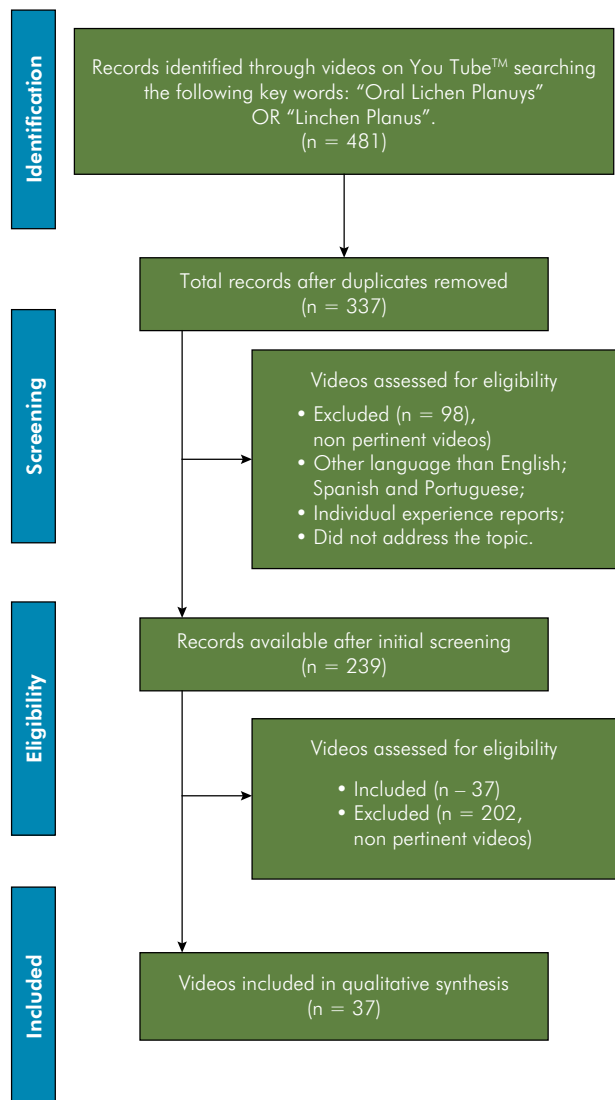 Identification
Records identified through videos on You Tube™ searching
the following key words: “Oral Lichen Planuys”
OR “Linchen Planus”.
(n = 481)
Total records after duplicates removed
(n = 337)
Screening
Videos assessed for eligibility
• Excluded (n = 98),
non pertinent videos)
• Other language than English;
Spanish and Portuguese;
• Individual experience reports;
• Did not address the topic.
Eligibility
Records available after initial screening
(n = 239)
Videos assessed for eligibility
• Included (n – 37)
• Excluded (n = 202,
non pertinent videos)
Included
Videos included in qualitative synthesis
(n = 37)